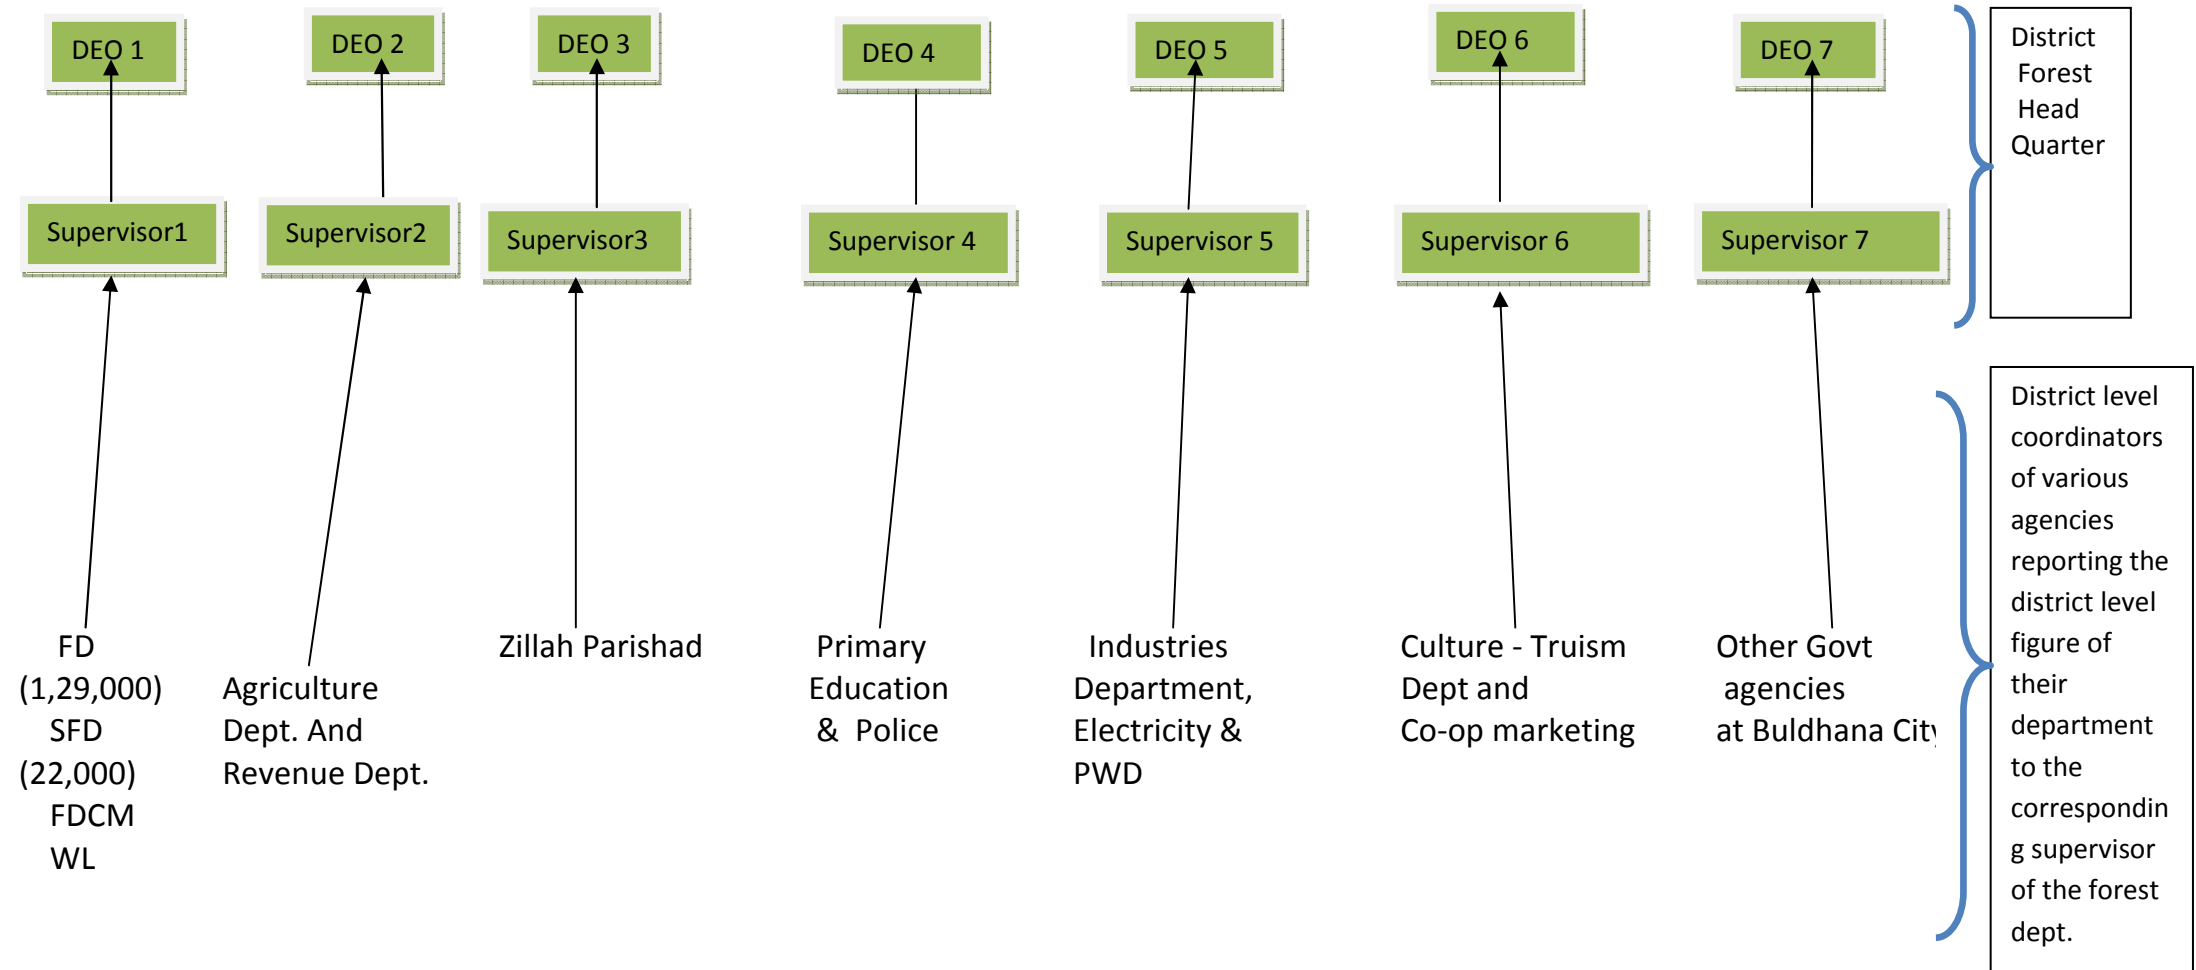 DEO 1
DEO 2
DEO 3
DEO 4
DEO 5
DEO 6
DEO 7
District
Forest
Head
Quarter
Supervisor1
Supervisor2
Supervisor3
Supervisor 4
Supervisor 5
Supervisor 6
Supervisor 7
FD
(1,29,000)
SFD
(22,000)
FDCM
WL
Agriculture
Dept. And
Revenue Dept.
Zillah Parishad
Primary
Education
& Police
Industries
Department,
Electricity &
PWD
Culture - Truism
Dept and
Co-op marketing
Other Govt
agencies
at Buldhana City
District level
coordinators
of various
agencies
reporting the
district level
figure of
their
department
to the
correspondin
g supervisor
of the forest
dept.